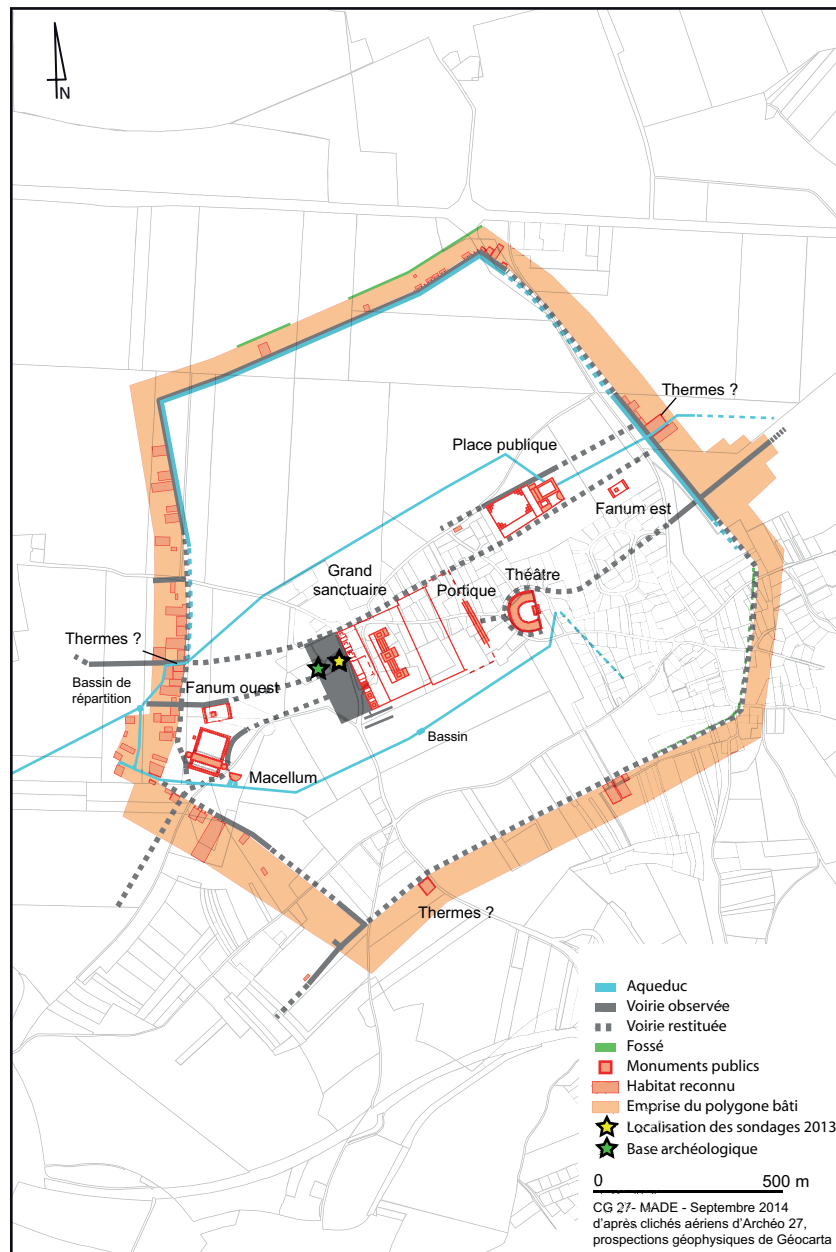 N
Thermes ?
Place publique
Fanum est
Grand
sanctuaire
Portique
Théâtre
Thermes ?
Bassin de
répartition
Fanum ouest
Bassin
Macellum
Thermes ?
Aqueduc
Voirie observée
Voirie restituée
Fossé
Monuments publics
Habitat reconnu
Emprise du polygone bâti
Localisation des sondages 2013
Base archéologique
0 500 m
CG 27- MADE - Septembre 2014
d'après clichés aériens d'Archéo 27,
prospections géophysiques de Géocarta